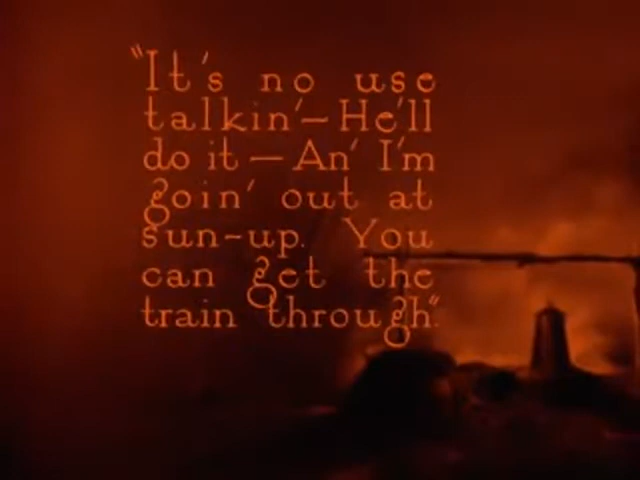 "It's no use
talkin'—He'll
do it—An' I'm
goin' out at
sun-up. You
can get the
train through".